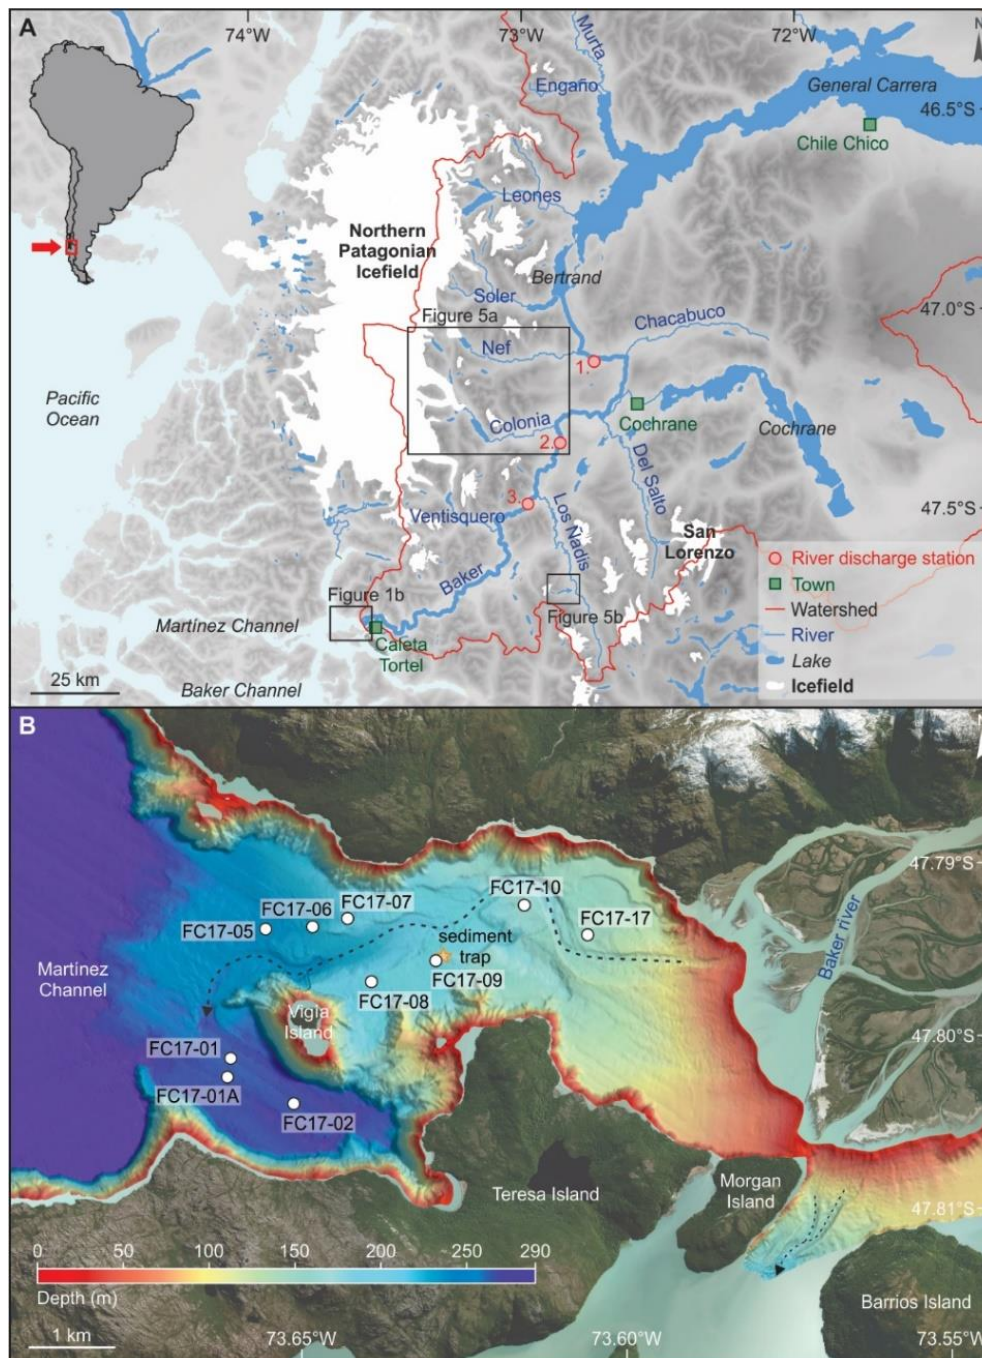 A
74°W
73°W
72°W
N
Murta
Engaño
General Carrera
46.5°S
Chile Chico
Leones
Northern
Patagonian
Icefield
Bertrand
Soler
47.0°S
Figure 5a
Chacabuco
Nef
1.
Pacific
Ocean
Colonia
Cochrane
Cochrane
2.
Del Salto
3.
47.5°S
Ventisquero
Los Ñadis
San
Lorenzo
River discharge station
Baker
Town
Figure 1b
Figure 5b
Watershed
Martínez Channel
River
Caleta
Tortel
Lake
25 km
Baker Channel
Icefield
B
47.79°S
FC17-10
FC17-07
FC17-06
FC17-17
FC17-05
sediment
trap
Baker river
Martinez
Channel
FC17-09
FC17-08
Vigía
Island
47.80°S
FC17-01
FC17-01A
FC17-02
Teresa Island
Morgan
Island
47.81°S
0 50 100 150 200 250 290
Depth (m)
Barrios Island
1 km
73.65°W
73.60°W
73.55°W